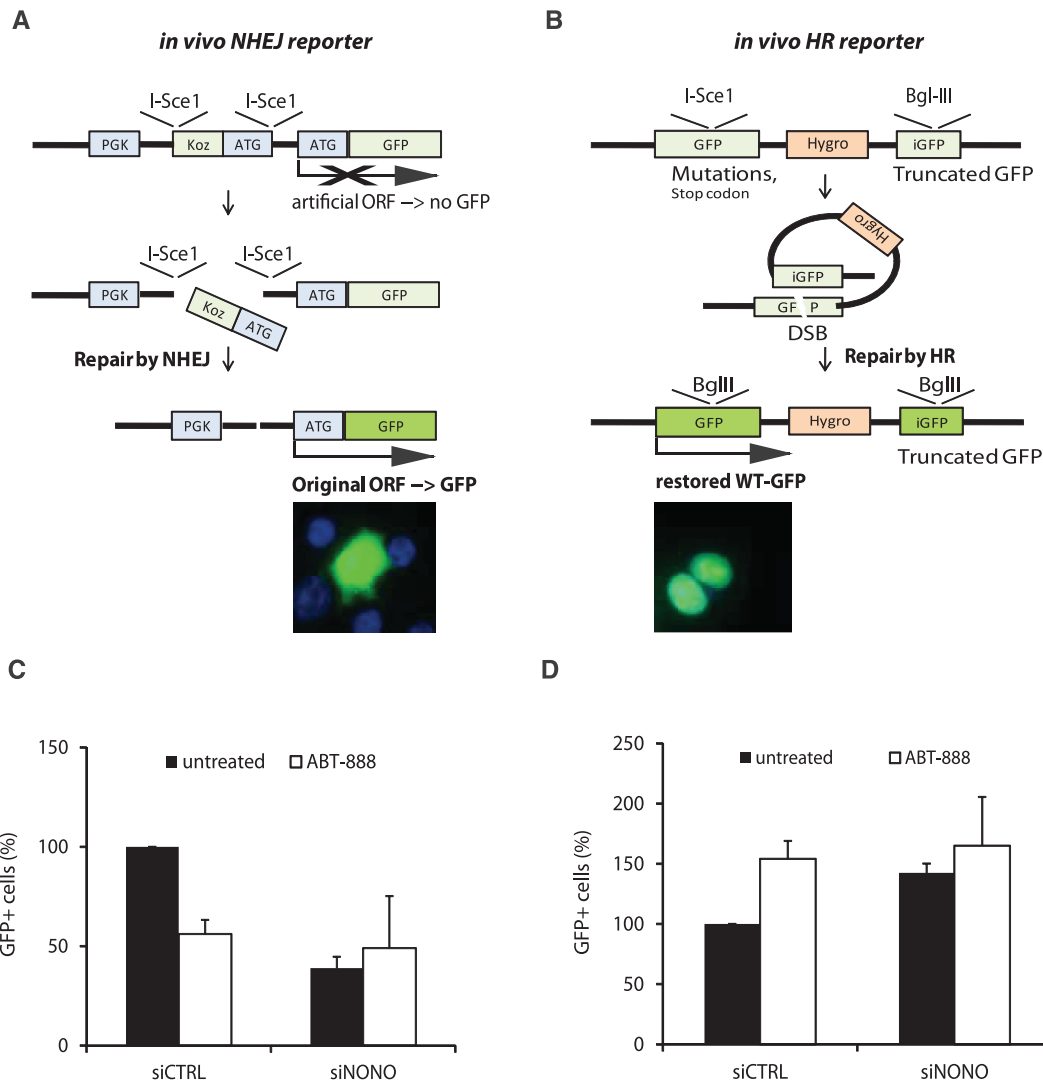 A
in vivo NHEJ reporter
I-Sce1 I-Sce1
PGK Koz ATG ATG GFP
artificial ORF –> no GFP
I-Sce1 I-Sce1
PGK ATG GFP
Koz ATG
Repair by NHEJ
PGK ATG GFP
Original ORF –> GFP
B
in vivo HR reporter
I-Sce1 Bgl-III
GFP Hygro iGFP
Mutations, Truncated GFP
Stop codon
Hygro
iGFP
GF P
DSB
Repair by HR
BglII BglII
GFP Hygro iGFP
Truncated GFP
restored WT-GFP
C
GFP+ cells (%)
150
100
50
0
untreated ABT-888
siCTRL siNONO
D
GFP+ cells (%)
250
200
150
100
50
0
untreated ABT-888
siCTRL siNONO